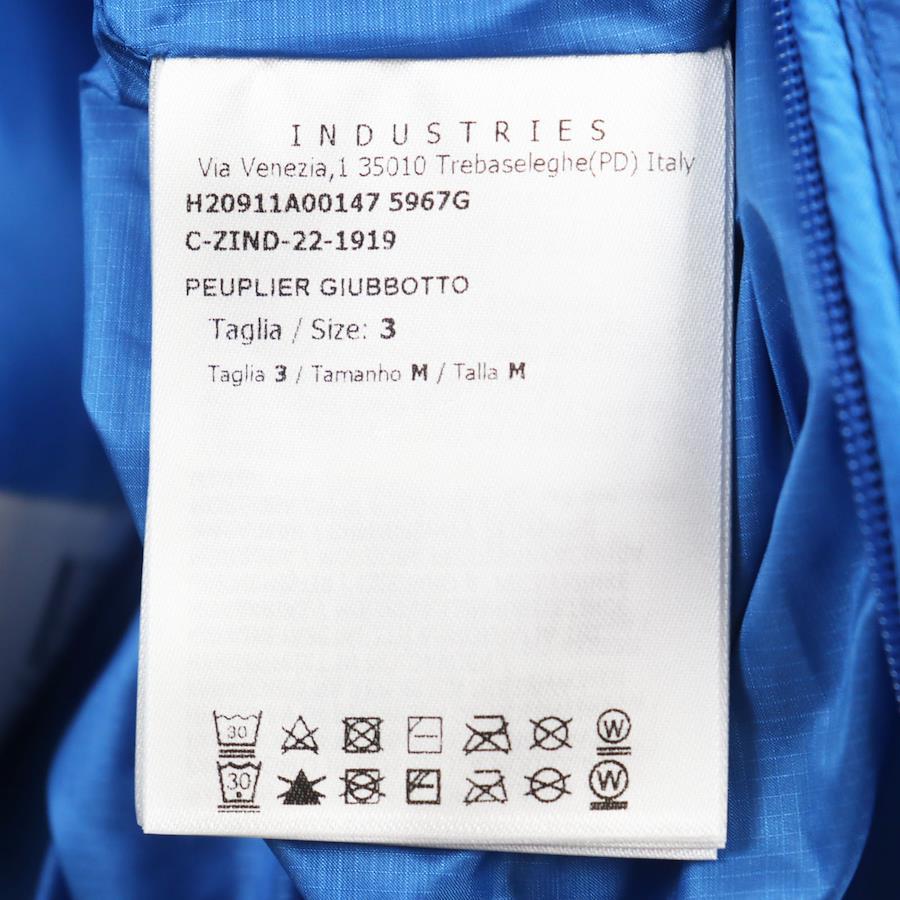 INDUSTRIES
Via Venezia,1 35010 Trebaseleghe(PD) Italy
H20911A00147 5967G
C-ZIND-22-1919
PEUPLIER GIUBBOTTO
Taglia / Size: 3
Taglia 3 / Tamanho M / Talla M
30
W
30
W